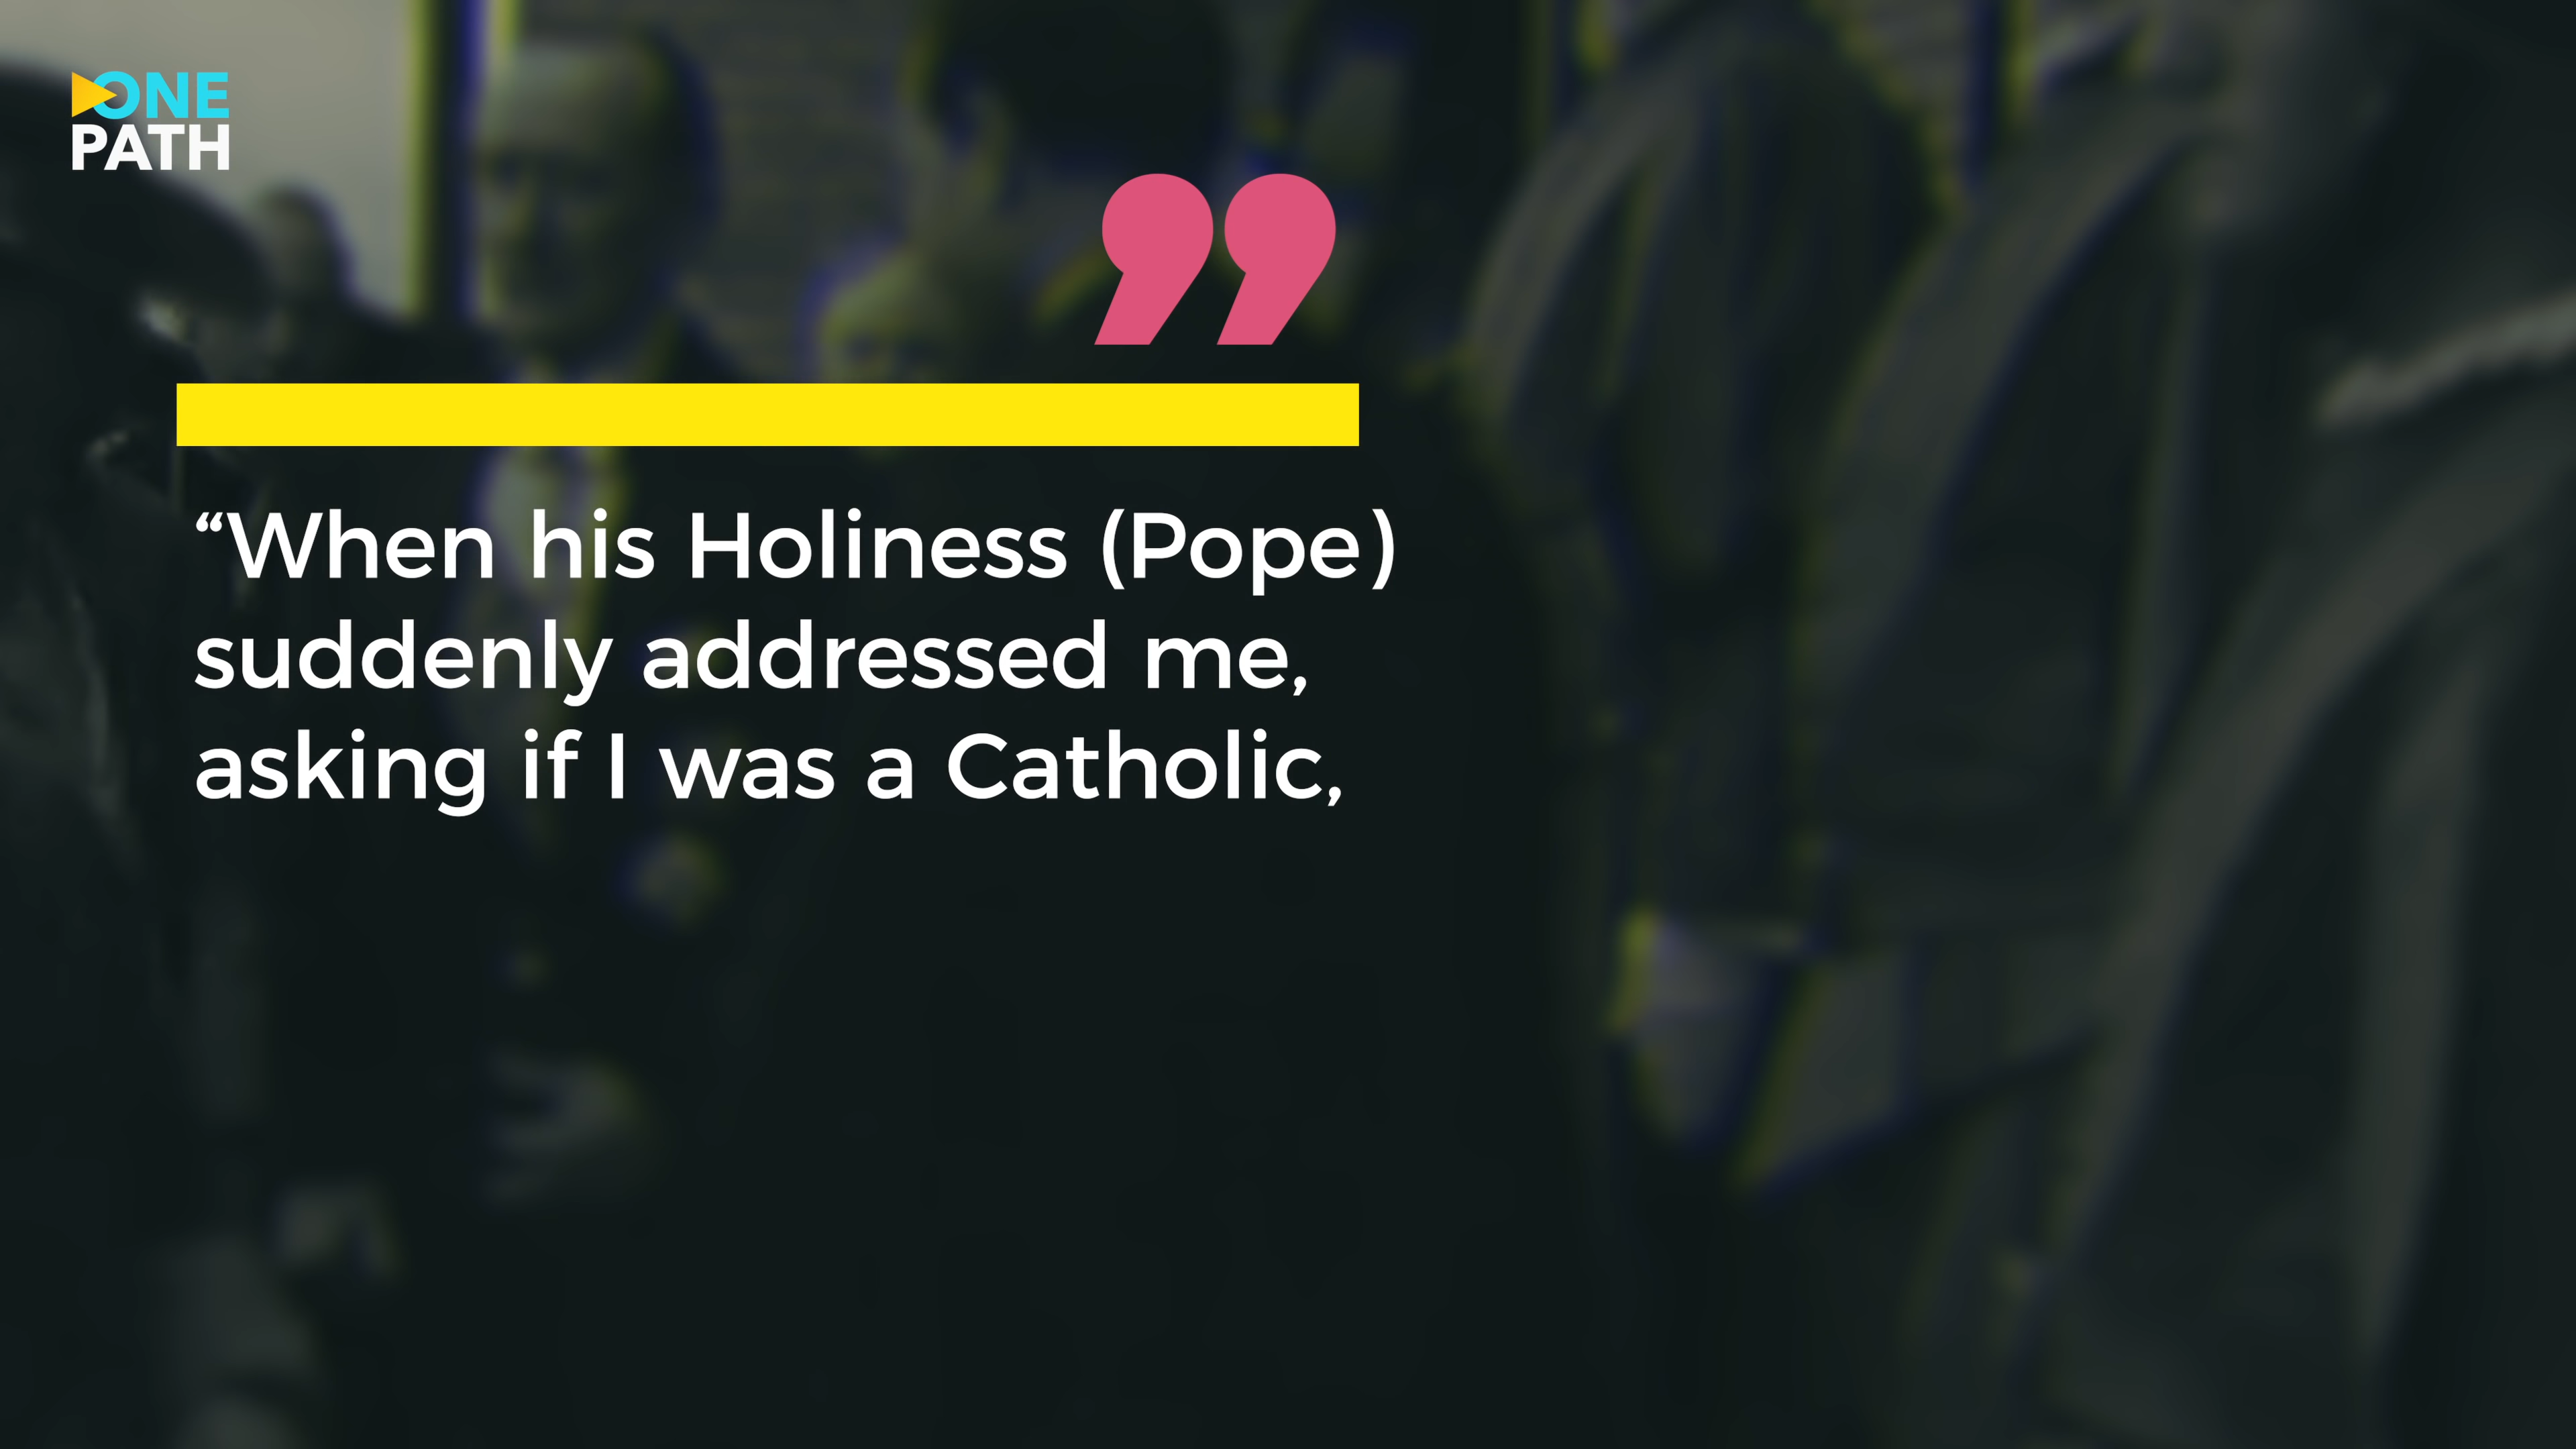 ONE
PATH
“When his Holiness (Pope)
suddenly addressed me,
asking if I was a Catholic,